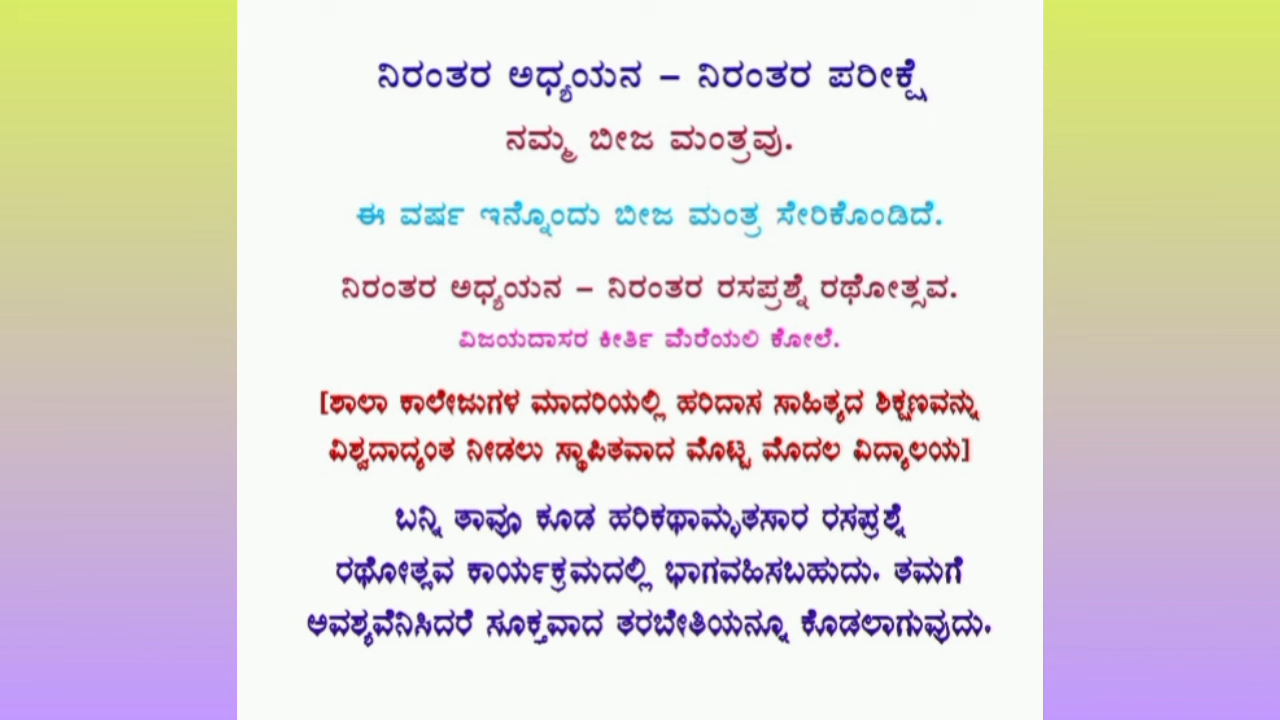 ನಿರಂತರ ಅಧ್ಯಯನ – ನಿರಂತರ ಪರೀಕ್ಷೆ
ನಮ್ಮ ಬೀಜ ಮಂತ್ರವು.
ಈ ವರ್ಷ ಇನ್ನೊಂದು ಬೀಜ ಮಂತ್ರ ಸೇರಿಕೊಂಡಿದೆ.
ನಿರಂತರ ಅಧ್ಯಯನ – ನಿರಂತರ ರಸಪ್ರಶ್ನೆ ರಥೋತ್ಸವ.
ವಿಜಯದಾಸರ ಕೀರ್ತಿ ಮೆರೆಯಲಿ ಕೋಲೆ.
[ಶಾಲಾ ಕಾಲೇಜುಗಳ ಮಾದರಿಯಲ್ಲಿ ಹರಿದಾಸ ಸಾಹಿತ್ಯದ ಶಿಕ್ಷಣವನ್ನು
ವಿಶ್ವದಾದ್ಯಂತ ನೀಡಲು ಸ್ಥಾಪಿತವಾದ ಮೊಟ್ಟ ಮೊದಲ ವಿದ್ಯಾಲಯ]
ಬನ್ನಿ ತಾವೂ ಕೂಡ ಹರಿಕಥಾಮೃತಸಾರ ರಸಪ್ರಶ್ನೆ
ರಥೋತ್ಸವ ಕಾರ್ಯಕ್ರಮದಲ್ಲಿ ಭಾಗವಹಿಸಬಹುದು. ತಮಗೆ
ಅವಶ್ಯವೆನಿಸಿದರೆ ಸೂಕ್ತವಾದ ತರಬೇತಿಯನ್ನೂ ಕೊಡಲಾಗುವುದು.